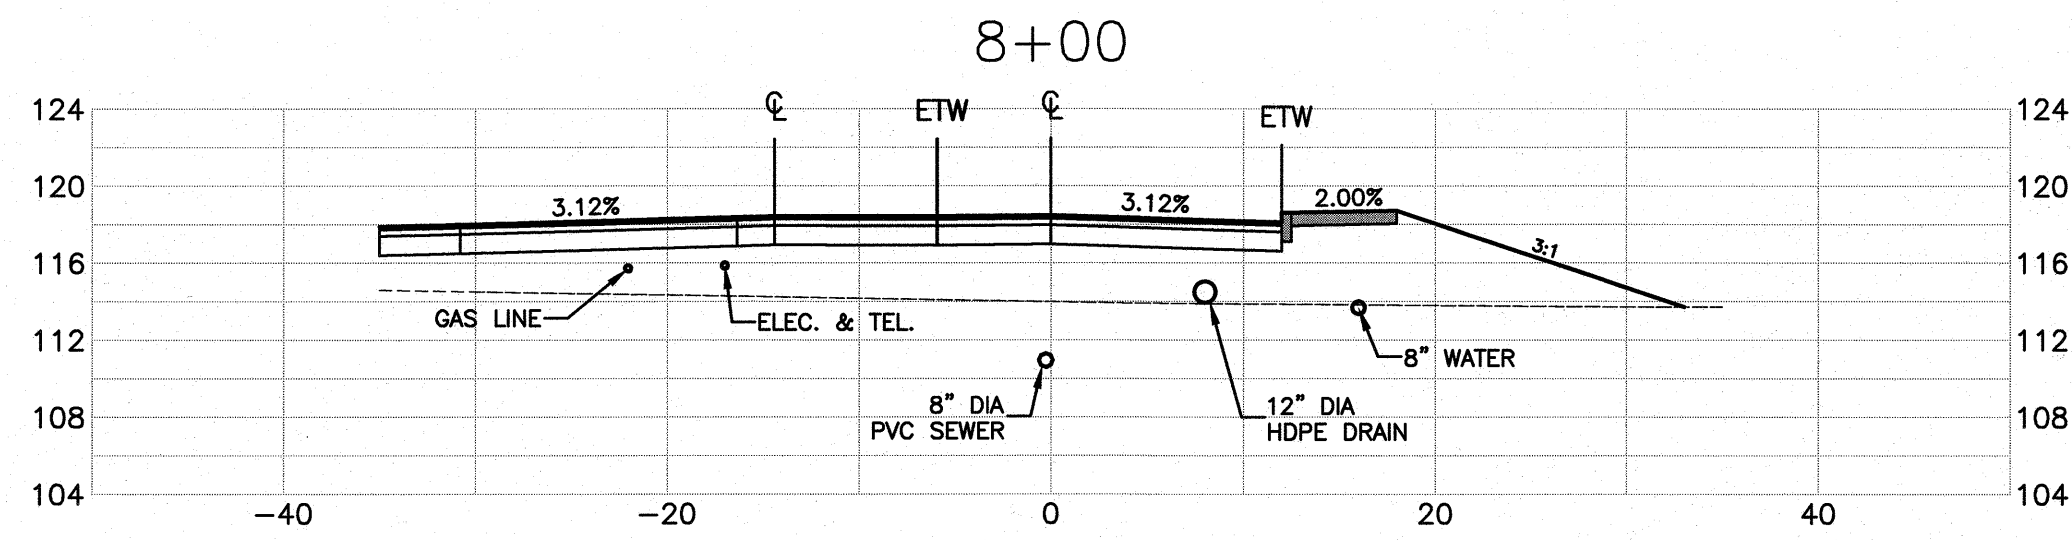 8+00
124 ℄ ETW ℄ ETW 124
120 3.12% 3.12% 2.00% 120
116 3:1 116
GAS LINE ELEC. & TEL.
112 8" WATER 112
8" DIA 12" DIA
108 108
PVC SEWER HDPE DRAIN
104 104
-40 -20 0 20 40